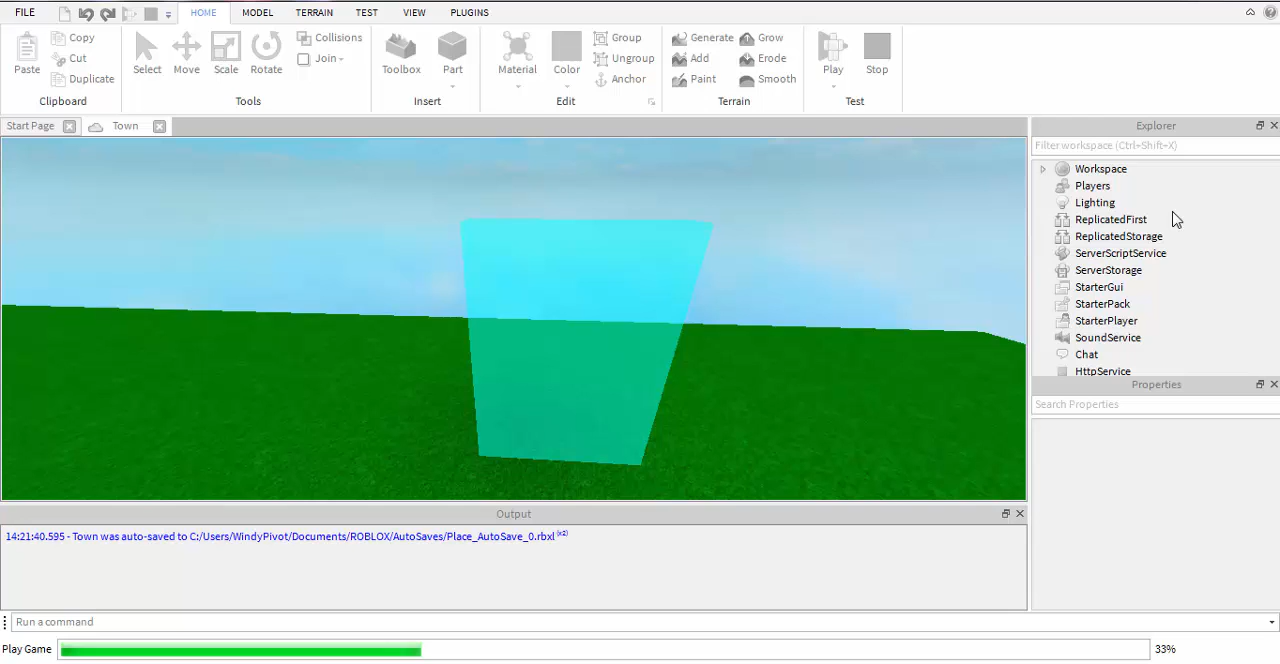 FILE HOME MODEL TERRAIN TEST VIEW PLUGINS
Copy
Cut
Duplicate
Paste
Clipboard
Select Move Scale Rotate
Collisions
Join
Tools
Toolbox Part
Insert
Material Color
Group
Ungroup
Anchor
Edit
Generate Grow
Add Erode
Paint Smooth
Terrain
Play Stop
Test
Start Page Town
Explorer
Filter workspace (Ctrl+Shift+X)
Workspace
Players
Lighting
ReplicatedFirst
ReplicatedStorage
ServerScriptService
ServerStorage
StarterGui
StarterPack
StarterPlayer
SoundService
Chat
HttpService
Properties
Search Properties
Output
14:21:40.595 - Town was auto-saved to C:/Users/WindyPivot/Documents/ROBLOX/AutoSaves/Place_AutoSave_0.rbxl (x2)
Run a command
Play Game 33%